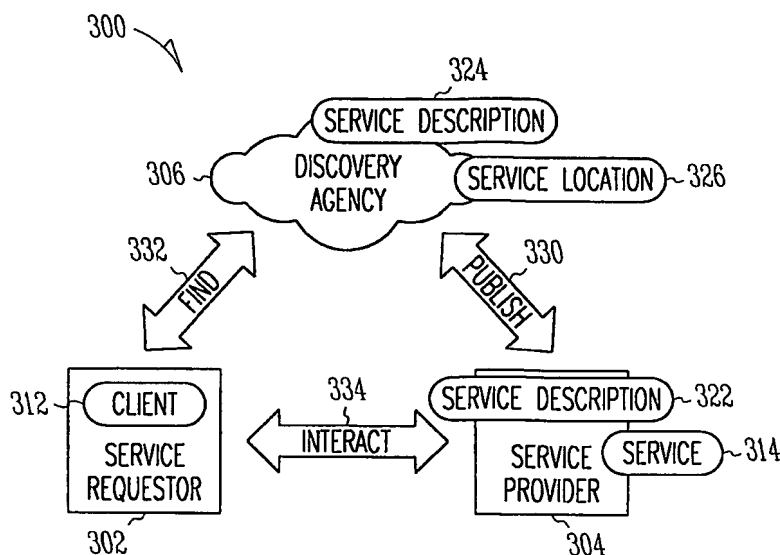 300
324
SERVICE DESCRIPTION
DISCOVERY
AGENCY
306
SERVICE LOCATION
326
332
FIND
330
PUBLISH
312
CLIENT
SERVICE
REQUESTOR
302
334
INTERACT
SERVICE DESCRIPTION
322
SERVICE
PROVIDER
SERVICE
314
304